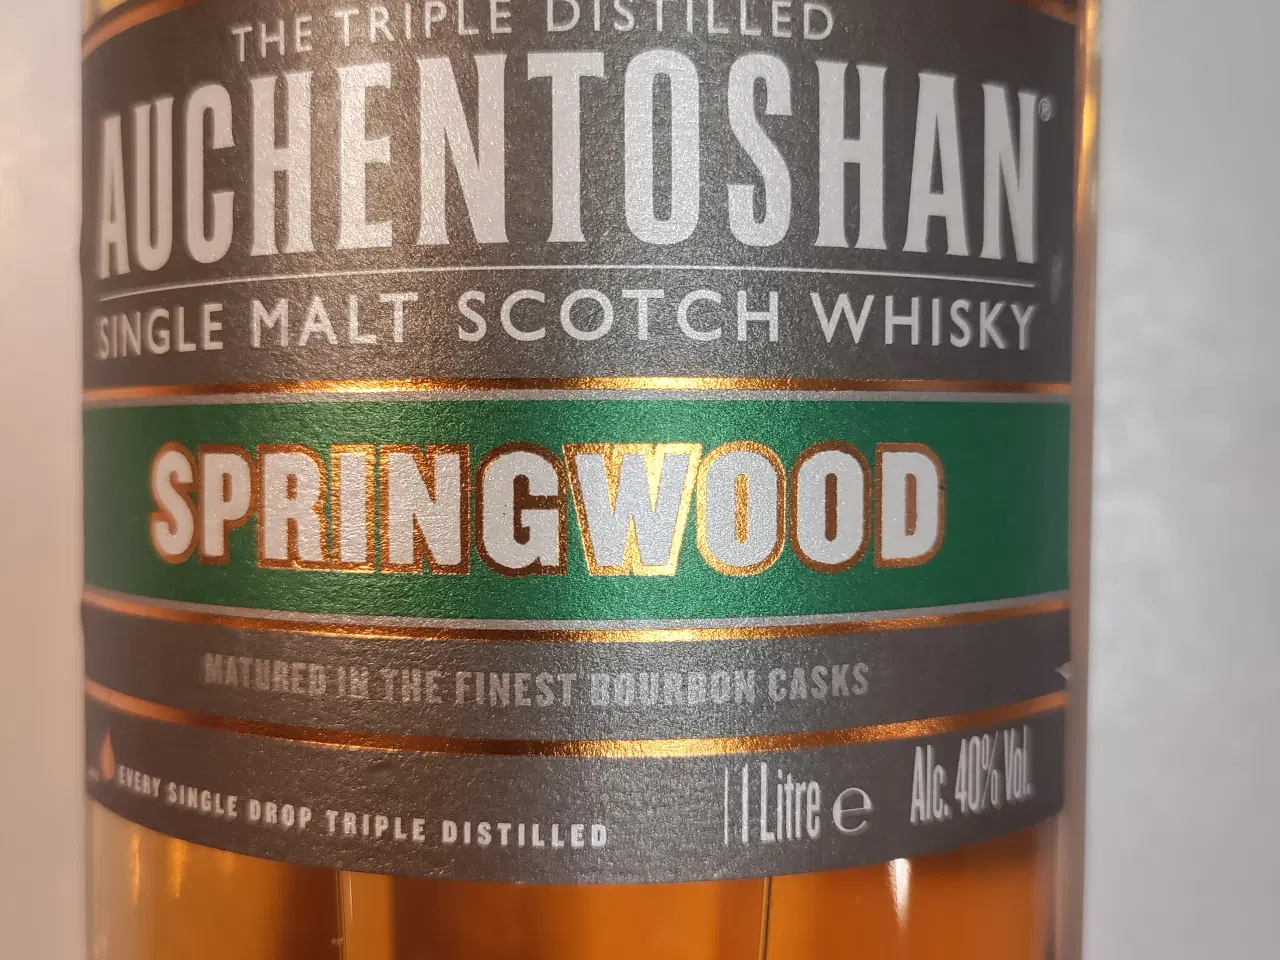 THE TRIPLE DISTILLED
AUCHENTOSHAN®
SINGLE MALT SCOTCH WHISKY
SPRINGWOOD
MATURED IN THE FINEST BOURBON CASKS
EVERY SINGLE DROP TRIPLE DISTILLED
1 Litre ℮ Alc. 40% Vol.